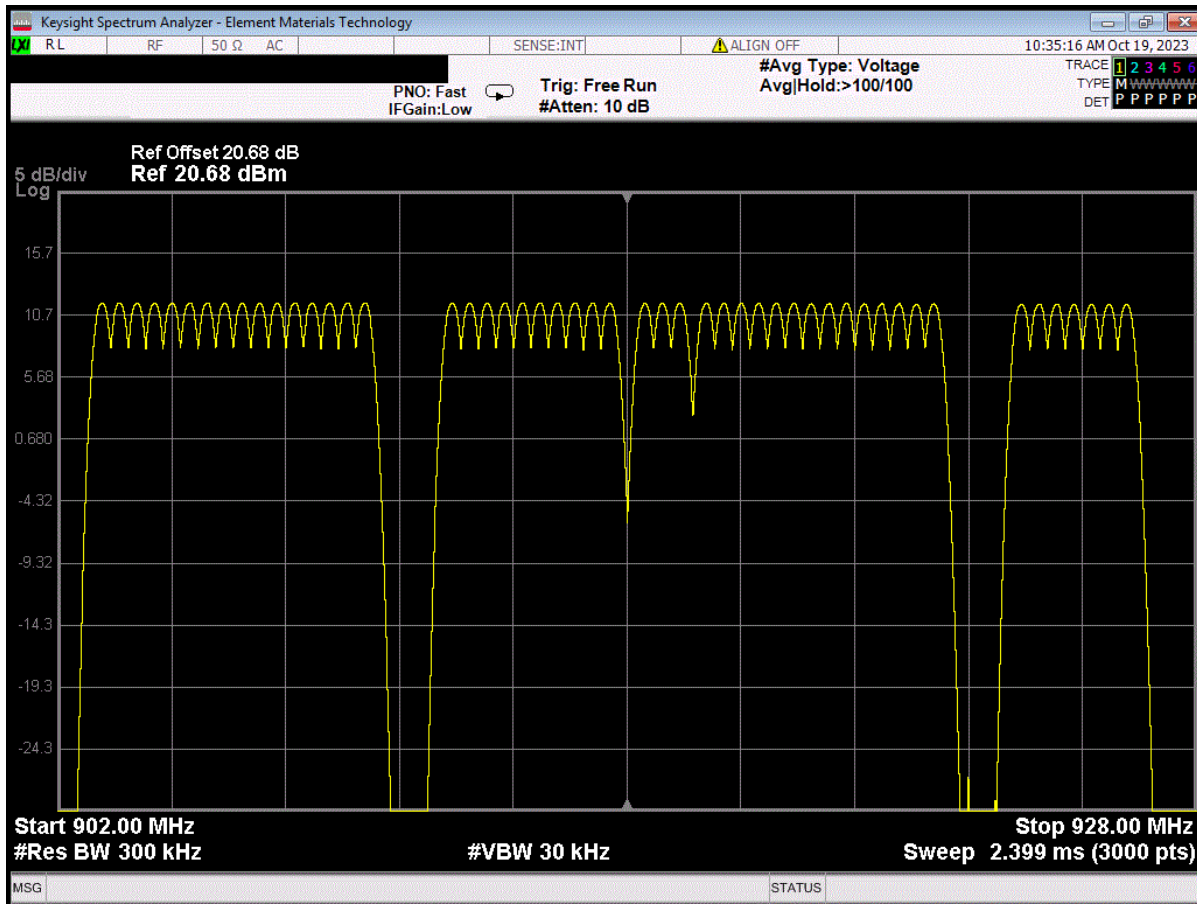 Keysight Spectrum Analyzer - Element Materials Technology
LXI RL RF 50 Ω AC SENSE:INT ALIGN OFF 10:35:16 AM Oct 19, 2023
#Avg Type: Voltage TRACE 1 2 3 4 5 6
PNO: Fast Trig: Free Run Avg|Hold:>100/100 TYPE M WWWWW
IFGain:Low #Atten: 10 dB DET P P P P P P
Ref Offset 20.68 dB
5 dB/div Ref 20.68 dBm
Log
15.7
10.7
5.68
0.680
-4.32
-9.32
-14.3
-19.3
-24.3
Start 902.00 MHz Stop 928.00 MHz
#Res BW 300 kHz #VBW 30 kHz Sweep 2.399 ms (3000 pts)
MSG STATUS